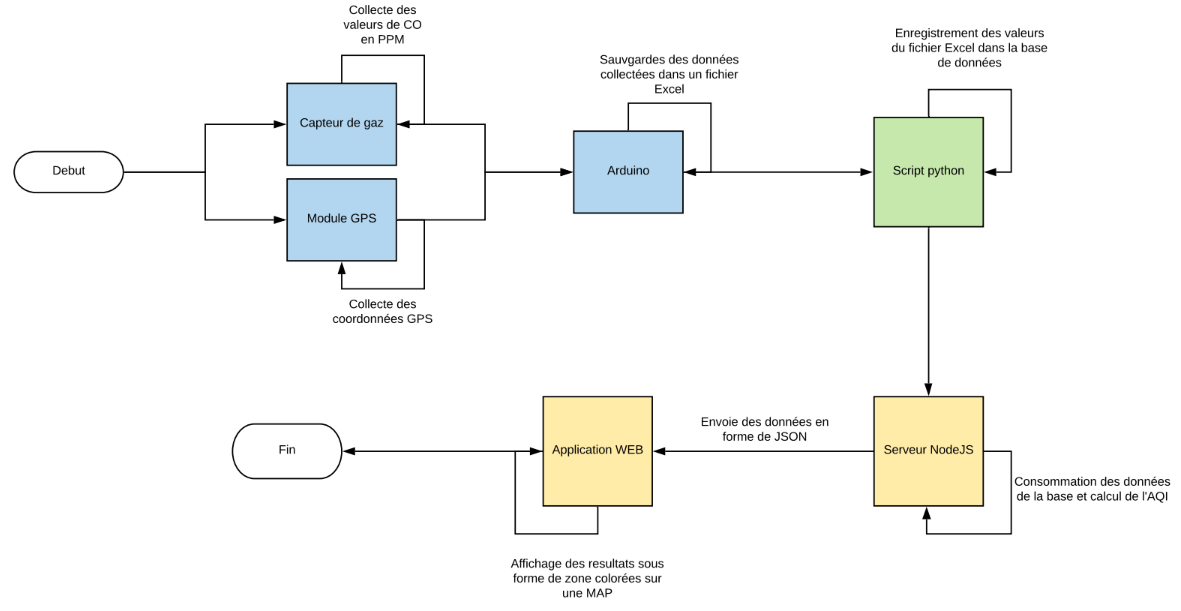 Collecte des
valeurs de CO
en PPM
Enregistrement des valeurs
du fichier Excel dans la base
de données
Sauvgardes des données
collectées dans un fichier
Excel
Capteur de gaz
Debut
Arduino
Script python
Module GPS
Collecte des
coordonnées GPS
Envoie des données en
forme de JSON
Fin
Application WEB
Serveur NodeJS
Consommation des données
de la base et calcul de l'AQI
Affichage des resultats sous
forme de zone colorées sur
une MAP